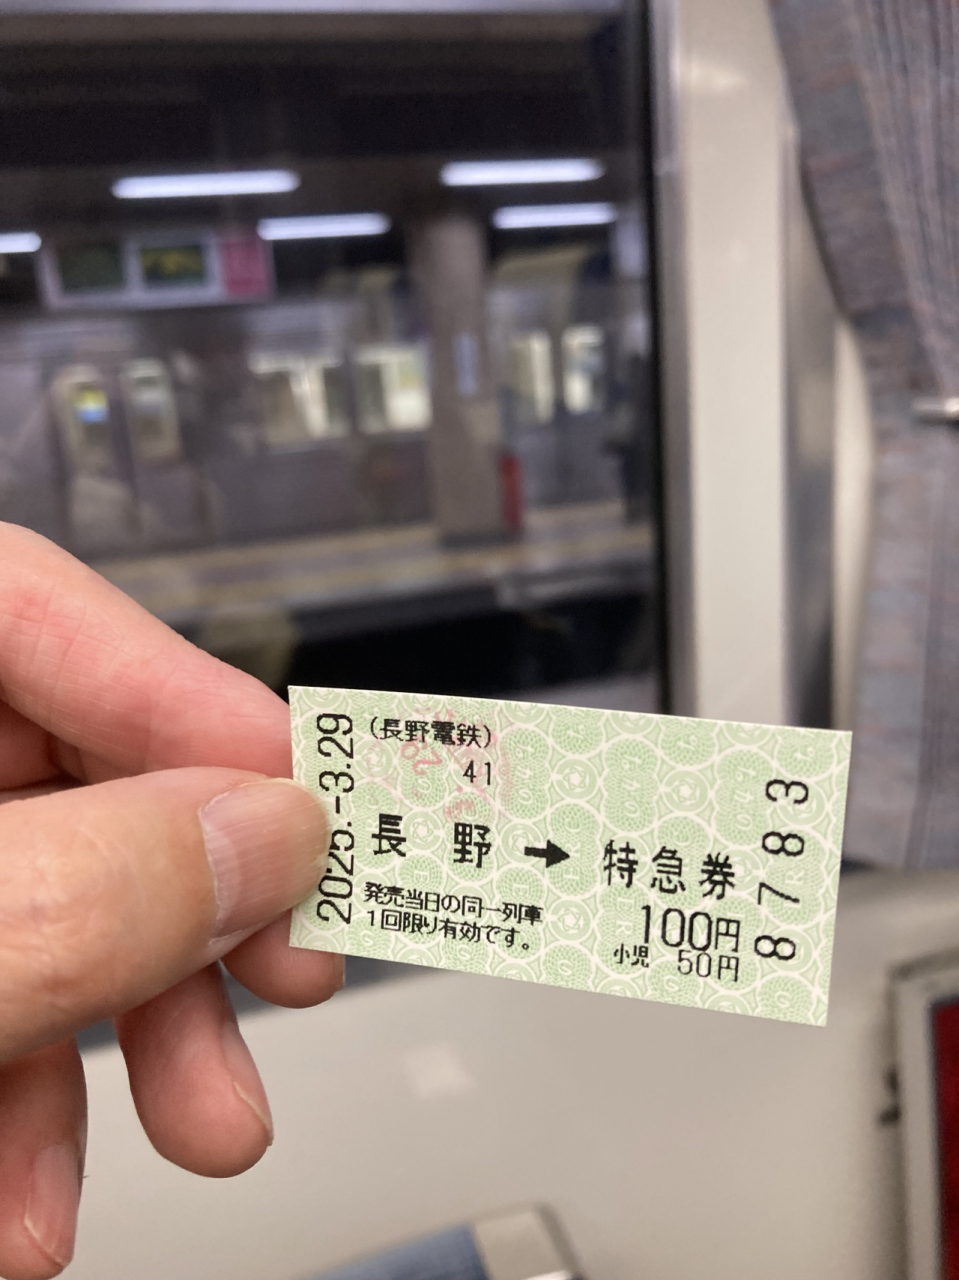 2025.-3.29
(長野電鉄)
41
長野→特急券
発売当日の同一列車
1回限り有効です。
100円
小児 50円
8783